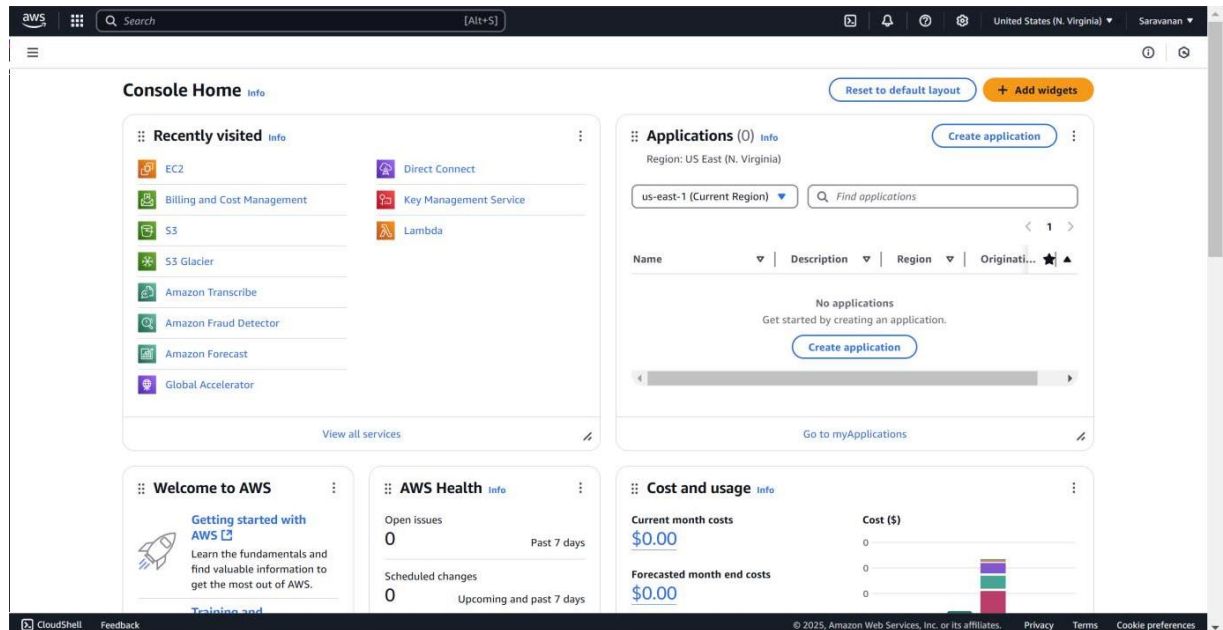 aws
Search [Alt+S] United States (N. Virginia) Saravanan
Console Home Info
Reset to default layout
+ Add widgets
Recently visited Info
EC2
Billing and Cost Management
S3
S3 Glacier
Amazon Transcribe
Amazon Fraud Detector
Amazon Forecast
Global Accelerator
Direct Connect
Key Management Service
Lambda
View all services
Applications (0) Info
Create application
Region: US East (N. Virginia)
us-east-1 (Current Region)
Find applications
1
Name Description Region Originati...
No applications
Get started by creating an application.
Create application
Go to myApplications
Welcome to AWS
Getting started with
AWS
Learn the fundamentals and
find valuable information to
get the most out of AWS.
Training and
AWS Health Info
Open issues
0 Past 7 days
Scheduled changes
0 Upcoming and past 7 days
Cost and usage Info
Current month costs
$0.00
Forecasted month end costs
$0.00
Cost ($)
0
0
0
CloudShell Feedback
© 2025, Amazon Web Services, Inc. or its affiliates. Privacy Terms Cookie preferences